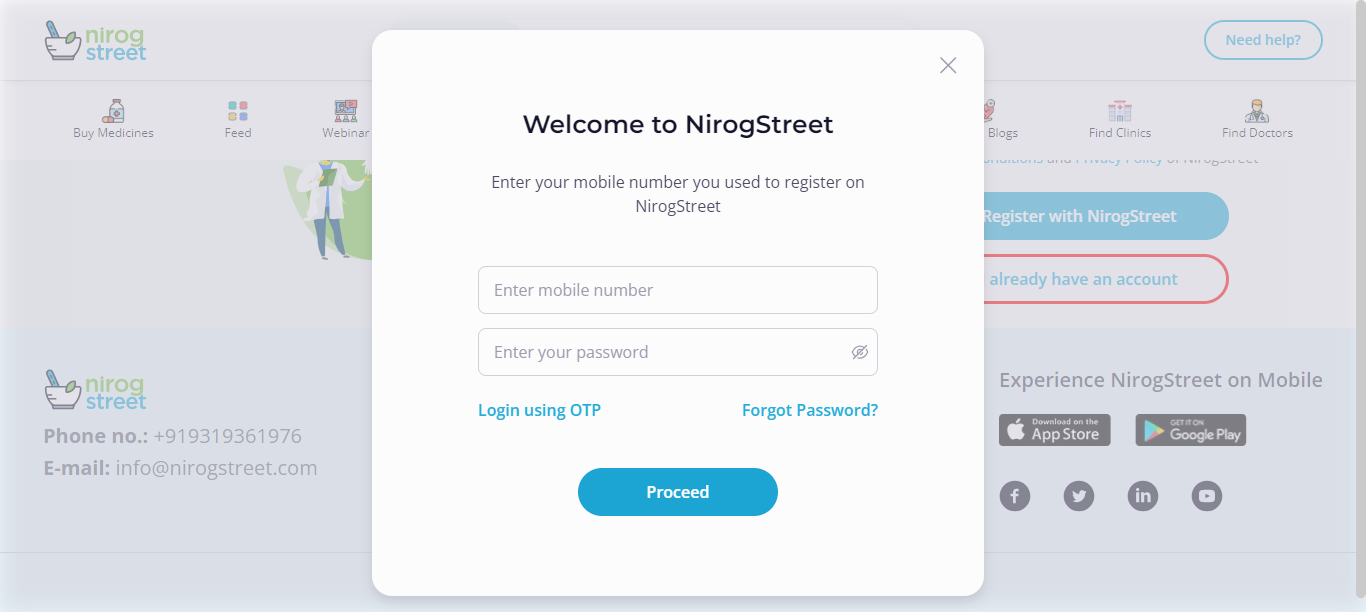 nirog
street
Need help?
Buy Medicines
Feed
Webinar
Blogs
Find Clinics
Find Doctors
Welcome to NirogStreet
Enter your mobile number you used to register on
NirogStreet
Enter mobile number
Enter your password
Login using OTP
Forgot Password?
Proceed
and Privacy Policy of NirogStreet
Register with NirogStreet
already have an account
nirog
street
Phone no.: +919319361976
E-mail: info@nirogstreet.com
Experience NirogStreet on Mobile
Download on the
App Store
GET IT ON
Google Play